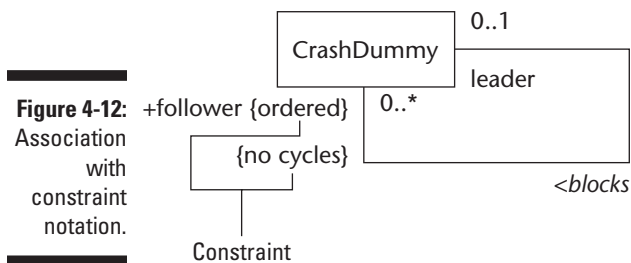 0..1
CrashDummy
leader
Figure 4-12:
Association
with
constraint
notation.
+follower {ordered}
0..*
{no cycles}
<blocks
Constraint